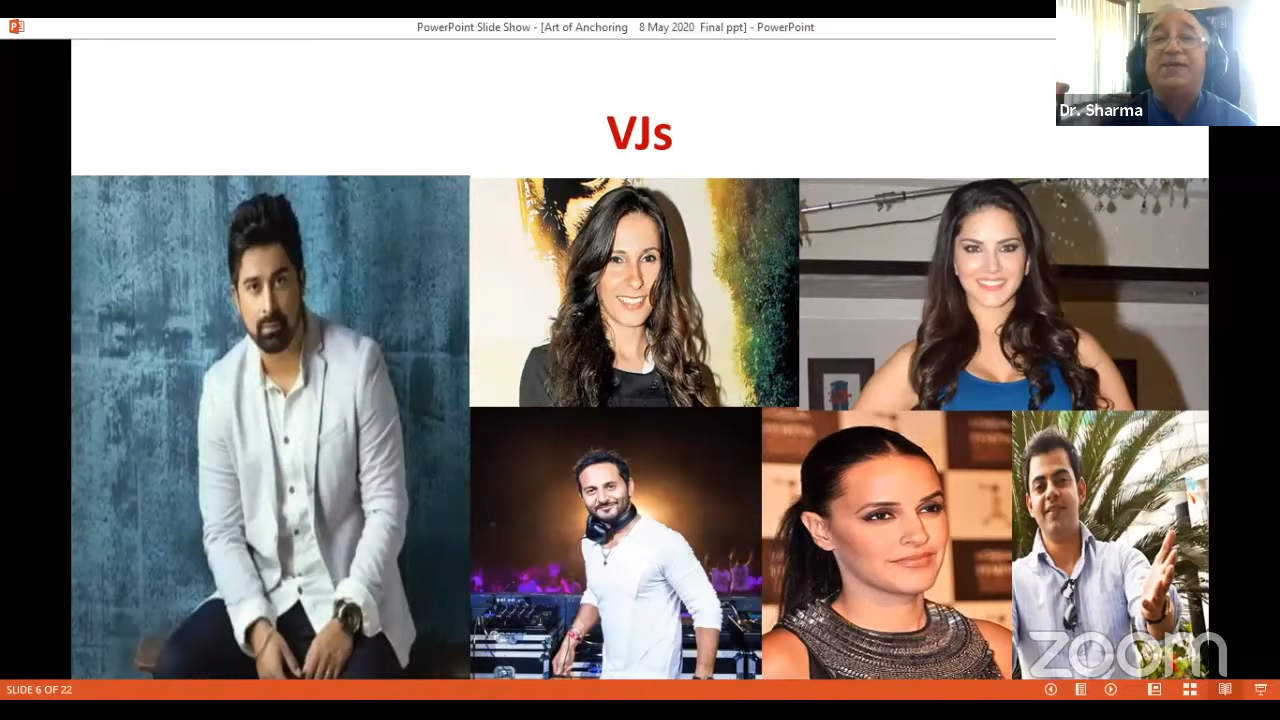 PowerPoint Slide Show - [Art of Anchoring    8 May 2020  Final ppt] - PowerPoint
Dr. Sharma
VJs
zoom
SLIDE 6 OF 22